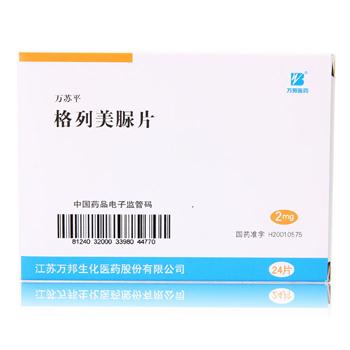 万邦医药
万苏平
格列美脲片
中国药品电子监管码
81240 32000 33980 44770
2mg
国药准字 H20010575
江苏万邦生化医药股份有限公司
24片